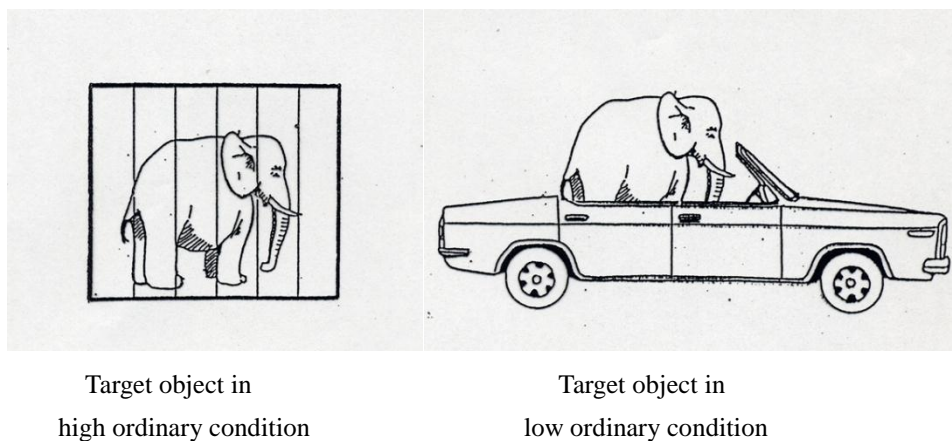 Target object in
high ordinary condition
Target object in
low ordinary condition